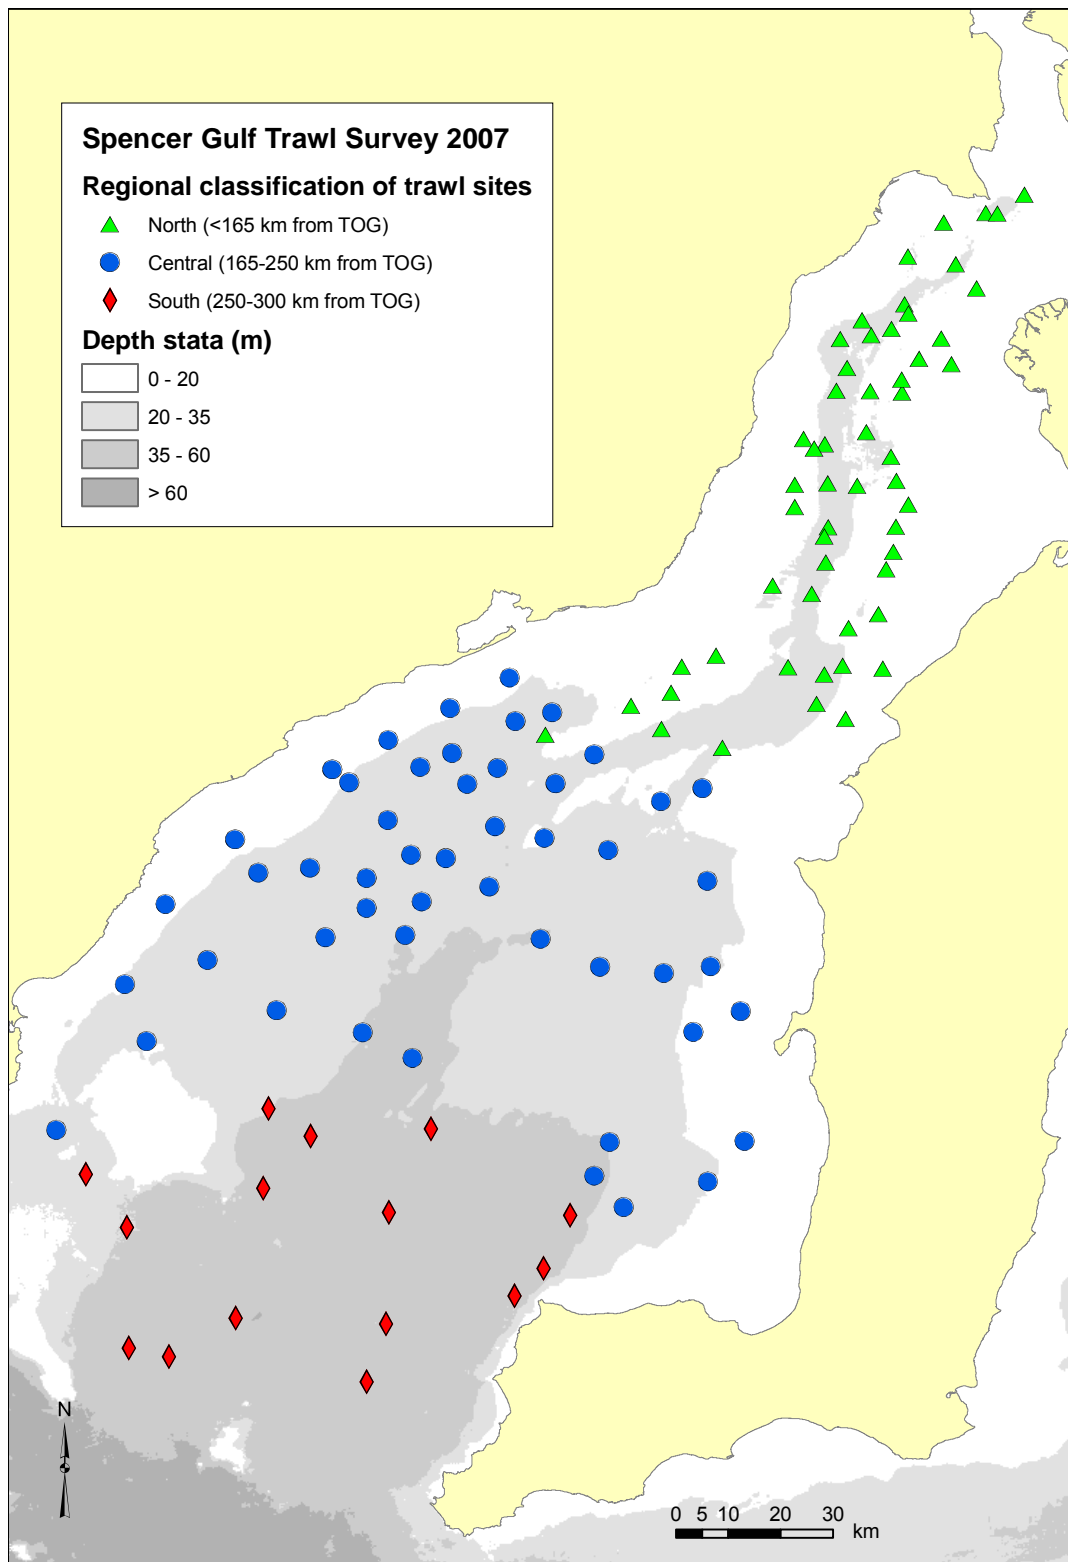 Spencer Gulf Trawl Survey 2007
Regional classification of trawl sites
North (<165 km from TOG)
Central (165-250 km from TOG)
South (250-300 km from TOG)
Depth stata (m)
0 - 20
20 - 35
35 - 60
> 60
N
0 5 10 20 30
km